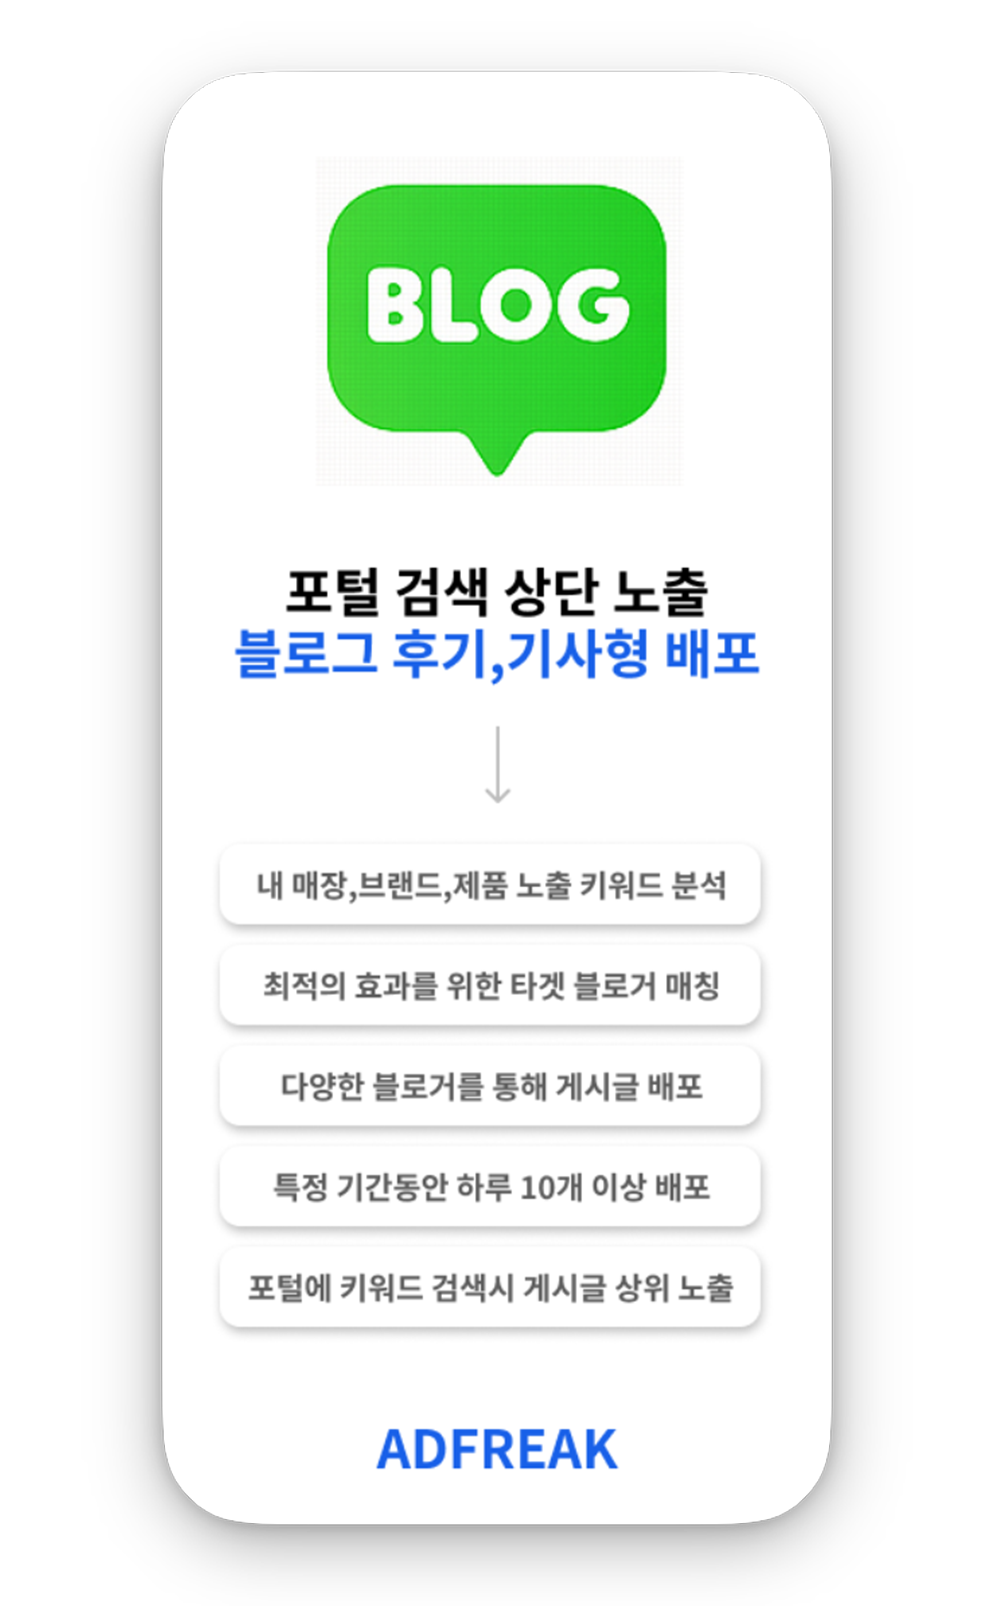 BLOG
포털 검색 상단 노출
블로그 후기,기사형 배포
내 매장,브랜드,제품 노출 키워드 분석
최적의 효과를 위한 타겟 블로거 매칭
다양한 블로거를 통해 게시글 배포
특정 기간동안 하루 10개 이상 배포
포털에 키워드 검색시 게시글 상위 노출
ADFREAK